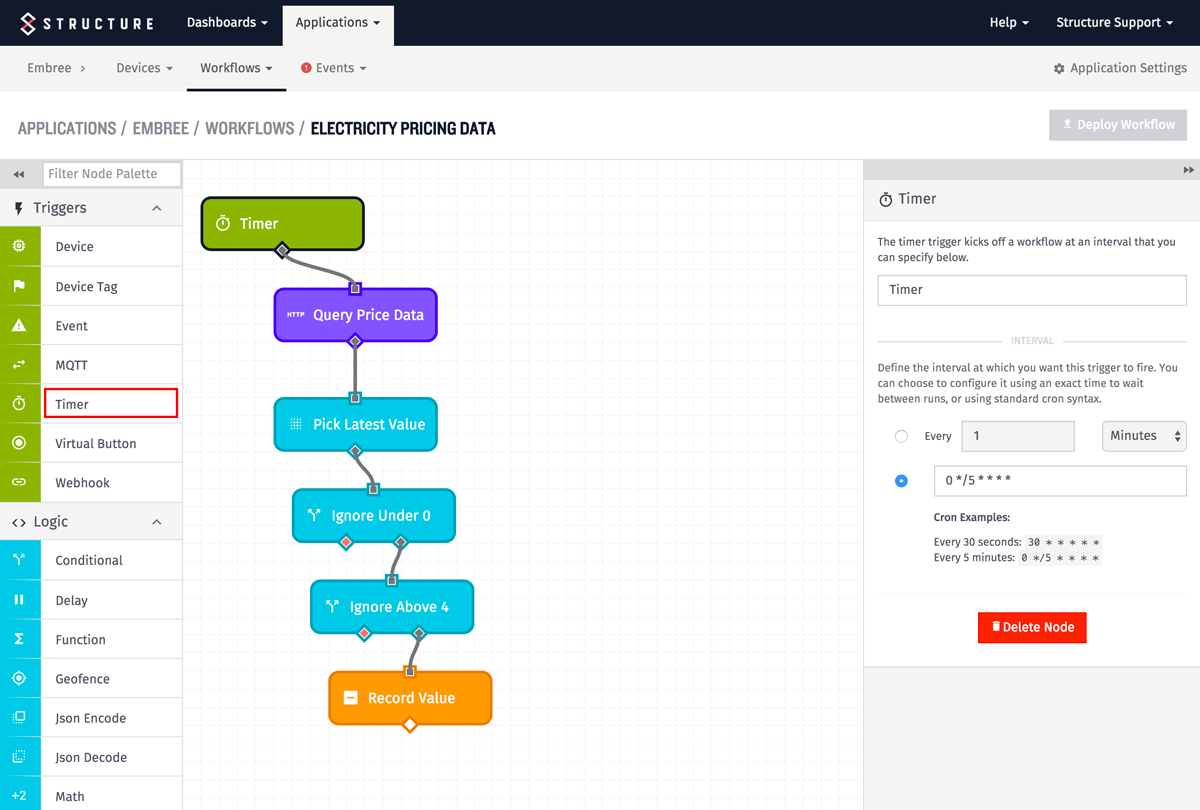 STRUCTURE
Dashboards
Applications
Help
Structure Support
Embree
Devices
Workflows
Events
Application Settings
APPLICATIONS / EMBREE / WORKFLOWS / ELECTRICITY PRICING DATA
Deploy Workflow
Filter Node Palette
Triggers
Device
Device Tag
Event
MQTT
Timer
Virtual Button
Webhook
Logic
Conditional
Delay
Function
Geofence
Json Encode
Json Decode
+2 Math
Timer
HTTP Query Price Data
Pick Latest Value
Ignore Under 0
Ignore Above 4
Record Value
Timer
The timer trigger kicks off a workflow at an interval that you
can specify below.
Timer
INTERVAL
Define the interval at which you want this trigger to fire. You
can choose to configure it using an exact time to wait
between runs, or using standard cron syntax.
Every 1 Minutes
0 */5 * * * *
Cron Examples:
Every 30 seconds: 30 * * * * *
Every 5 minutes: 0 */5 * * * *
Delete Node